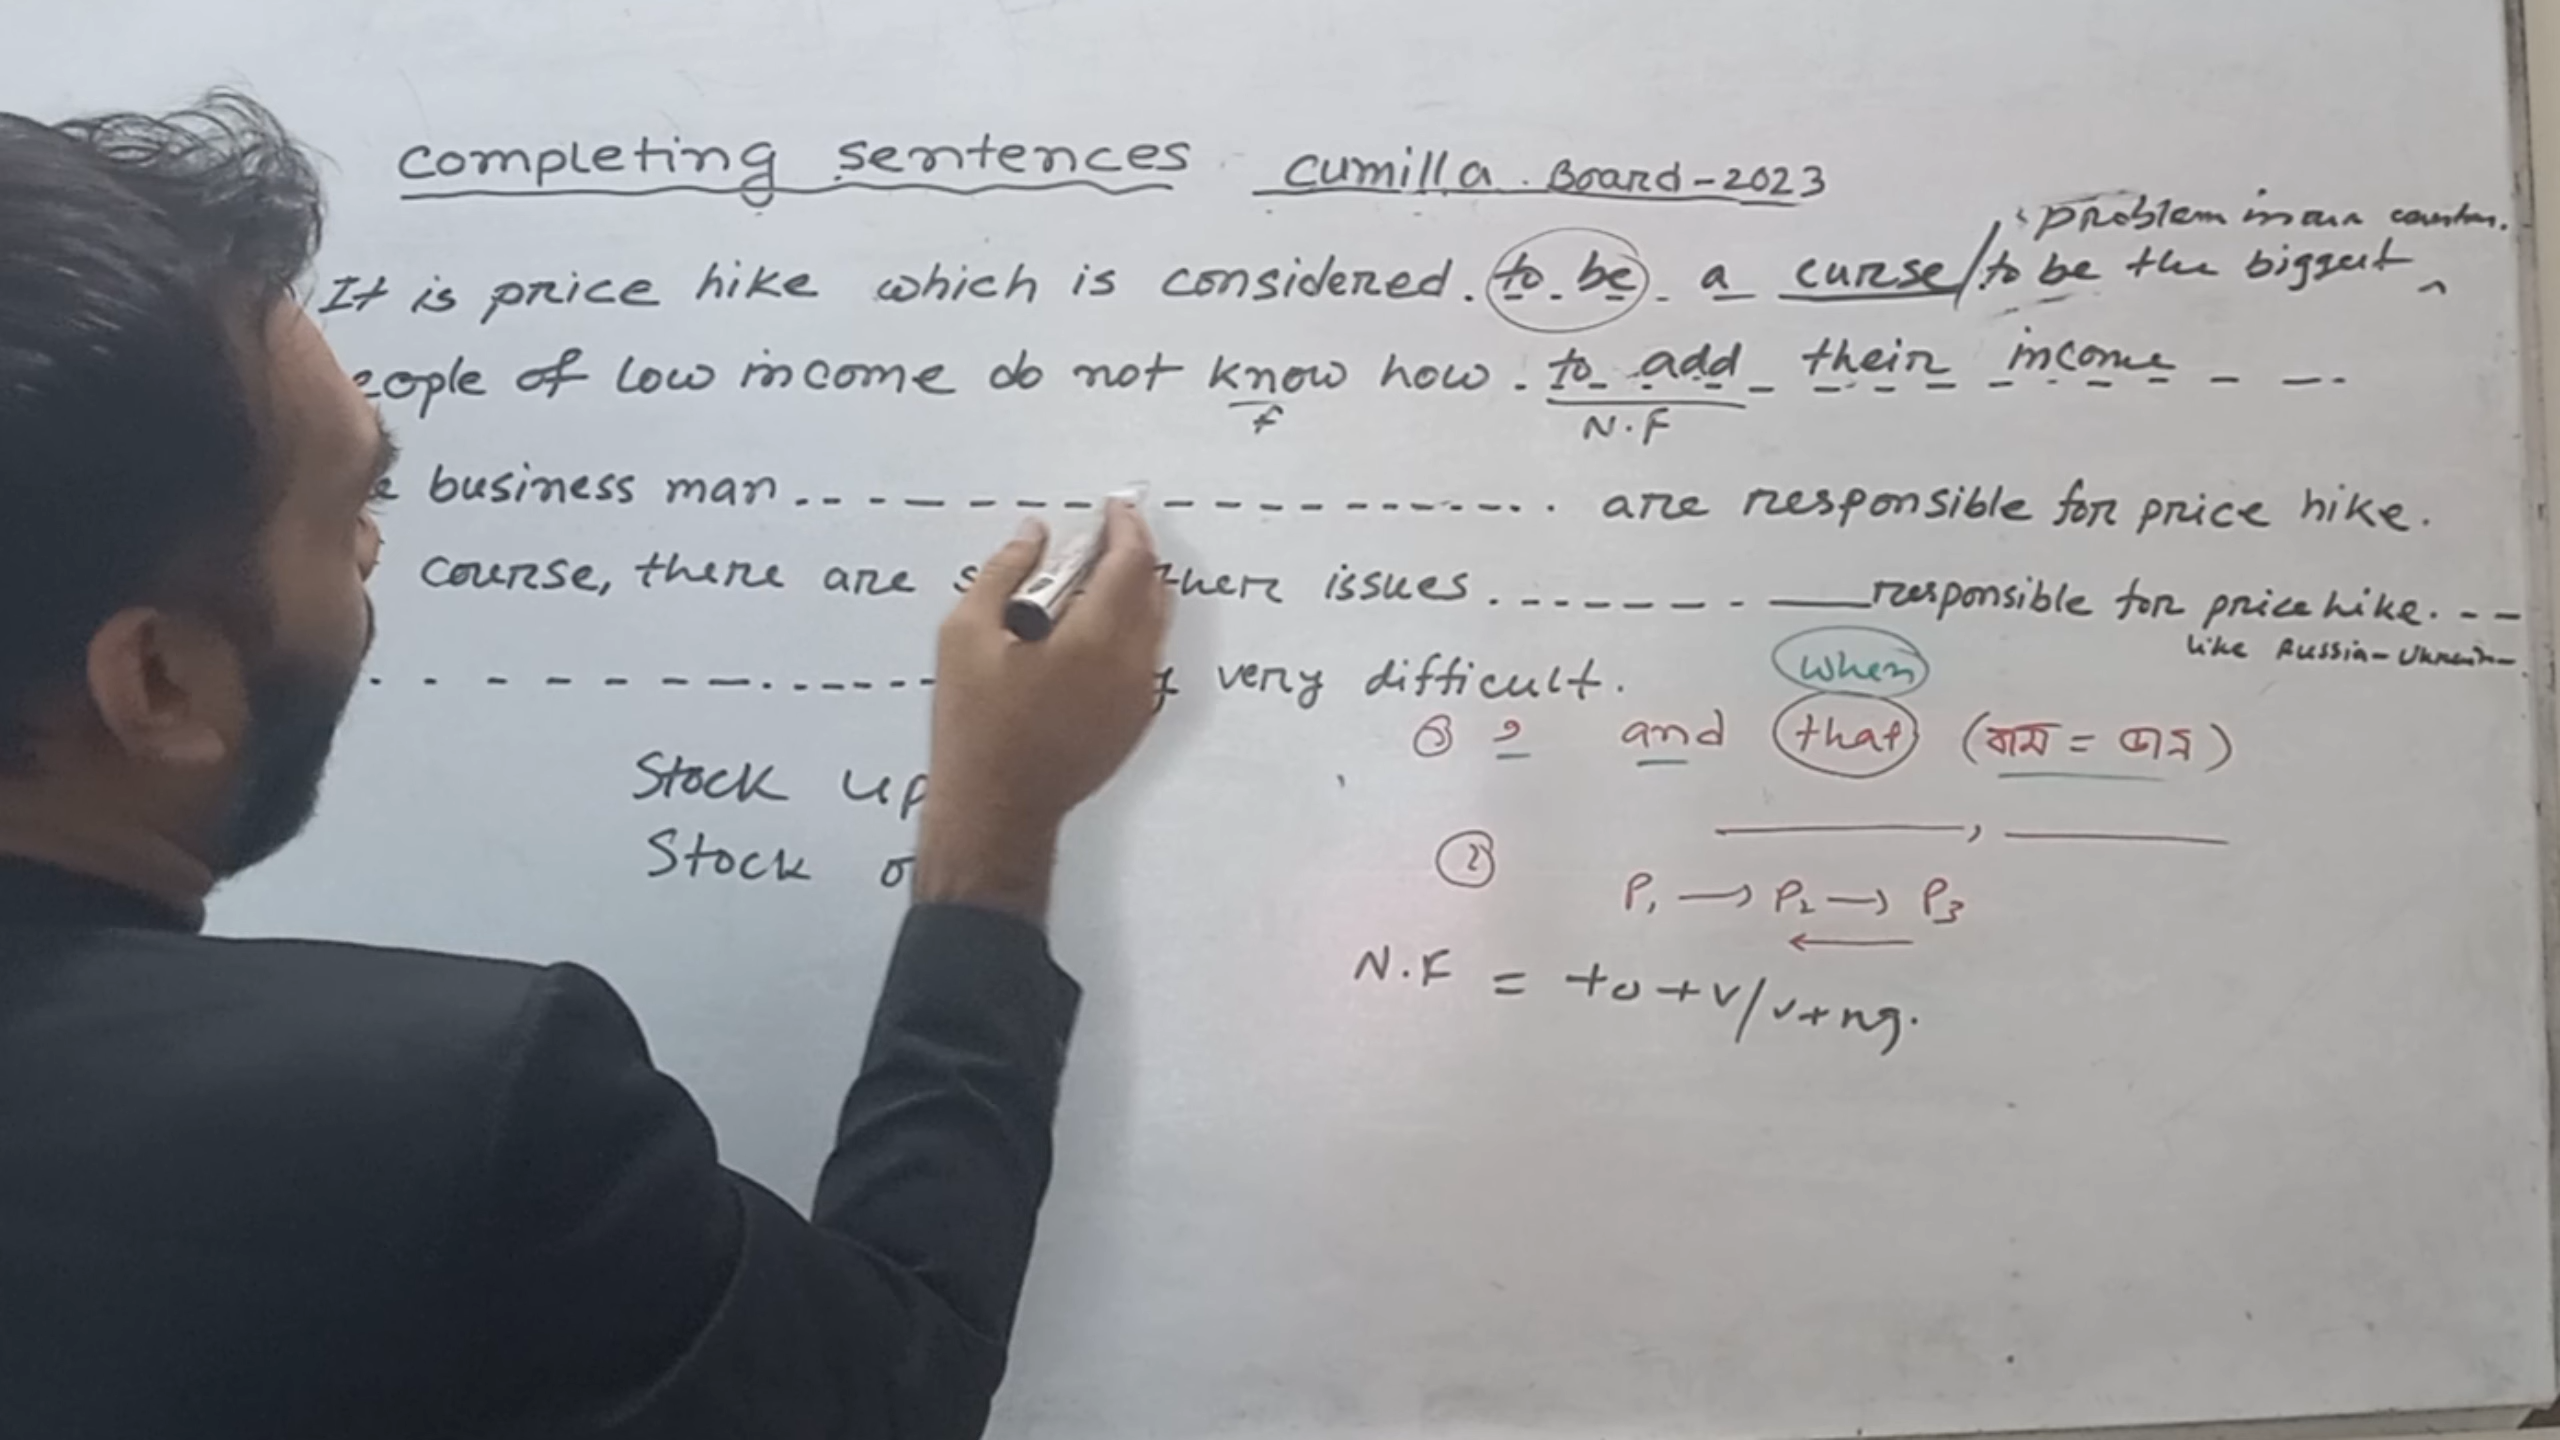 Completing sentences Cumilla Board-2023
problem in our country.
It is price hike which is considered to be a curse/to be the biggest
eople of low income do not know how to add their income
f N.F
e business man are responsible for price hike.
course, there are issues responsible for price hike.
like Russia-
when
very difficult.
① , and that (বাম = ডান)
Stock up
Stock
②
P₁ → P₂ → P₃
N.F = to+v/v+ing.